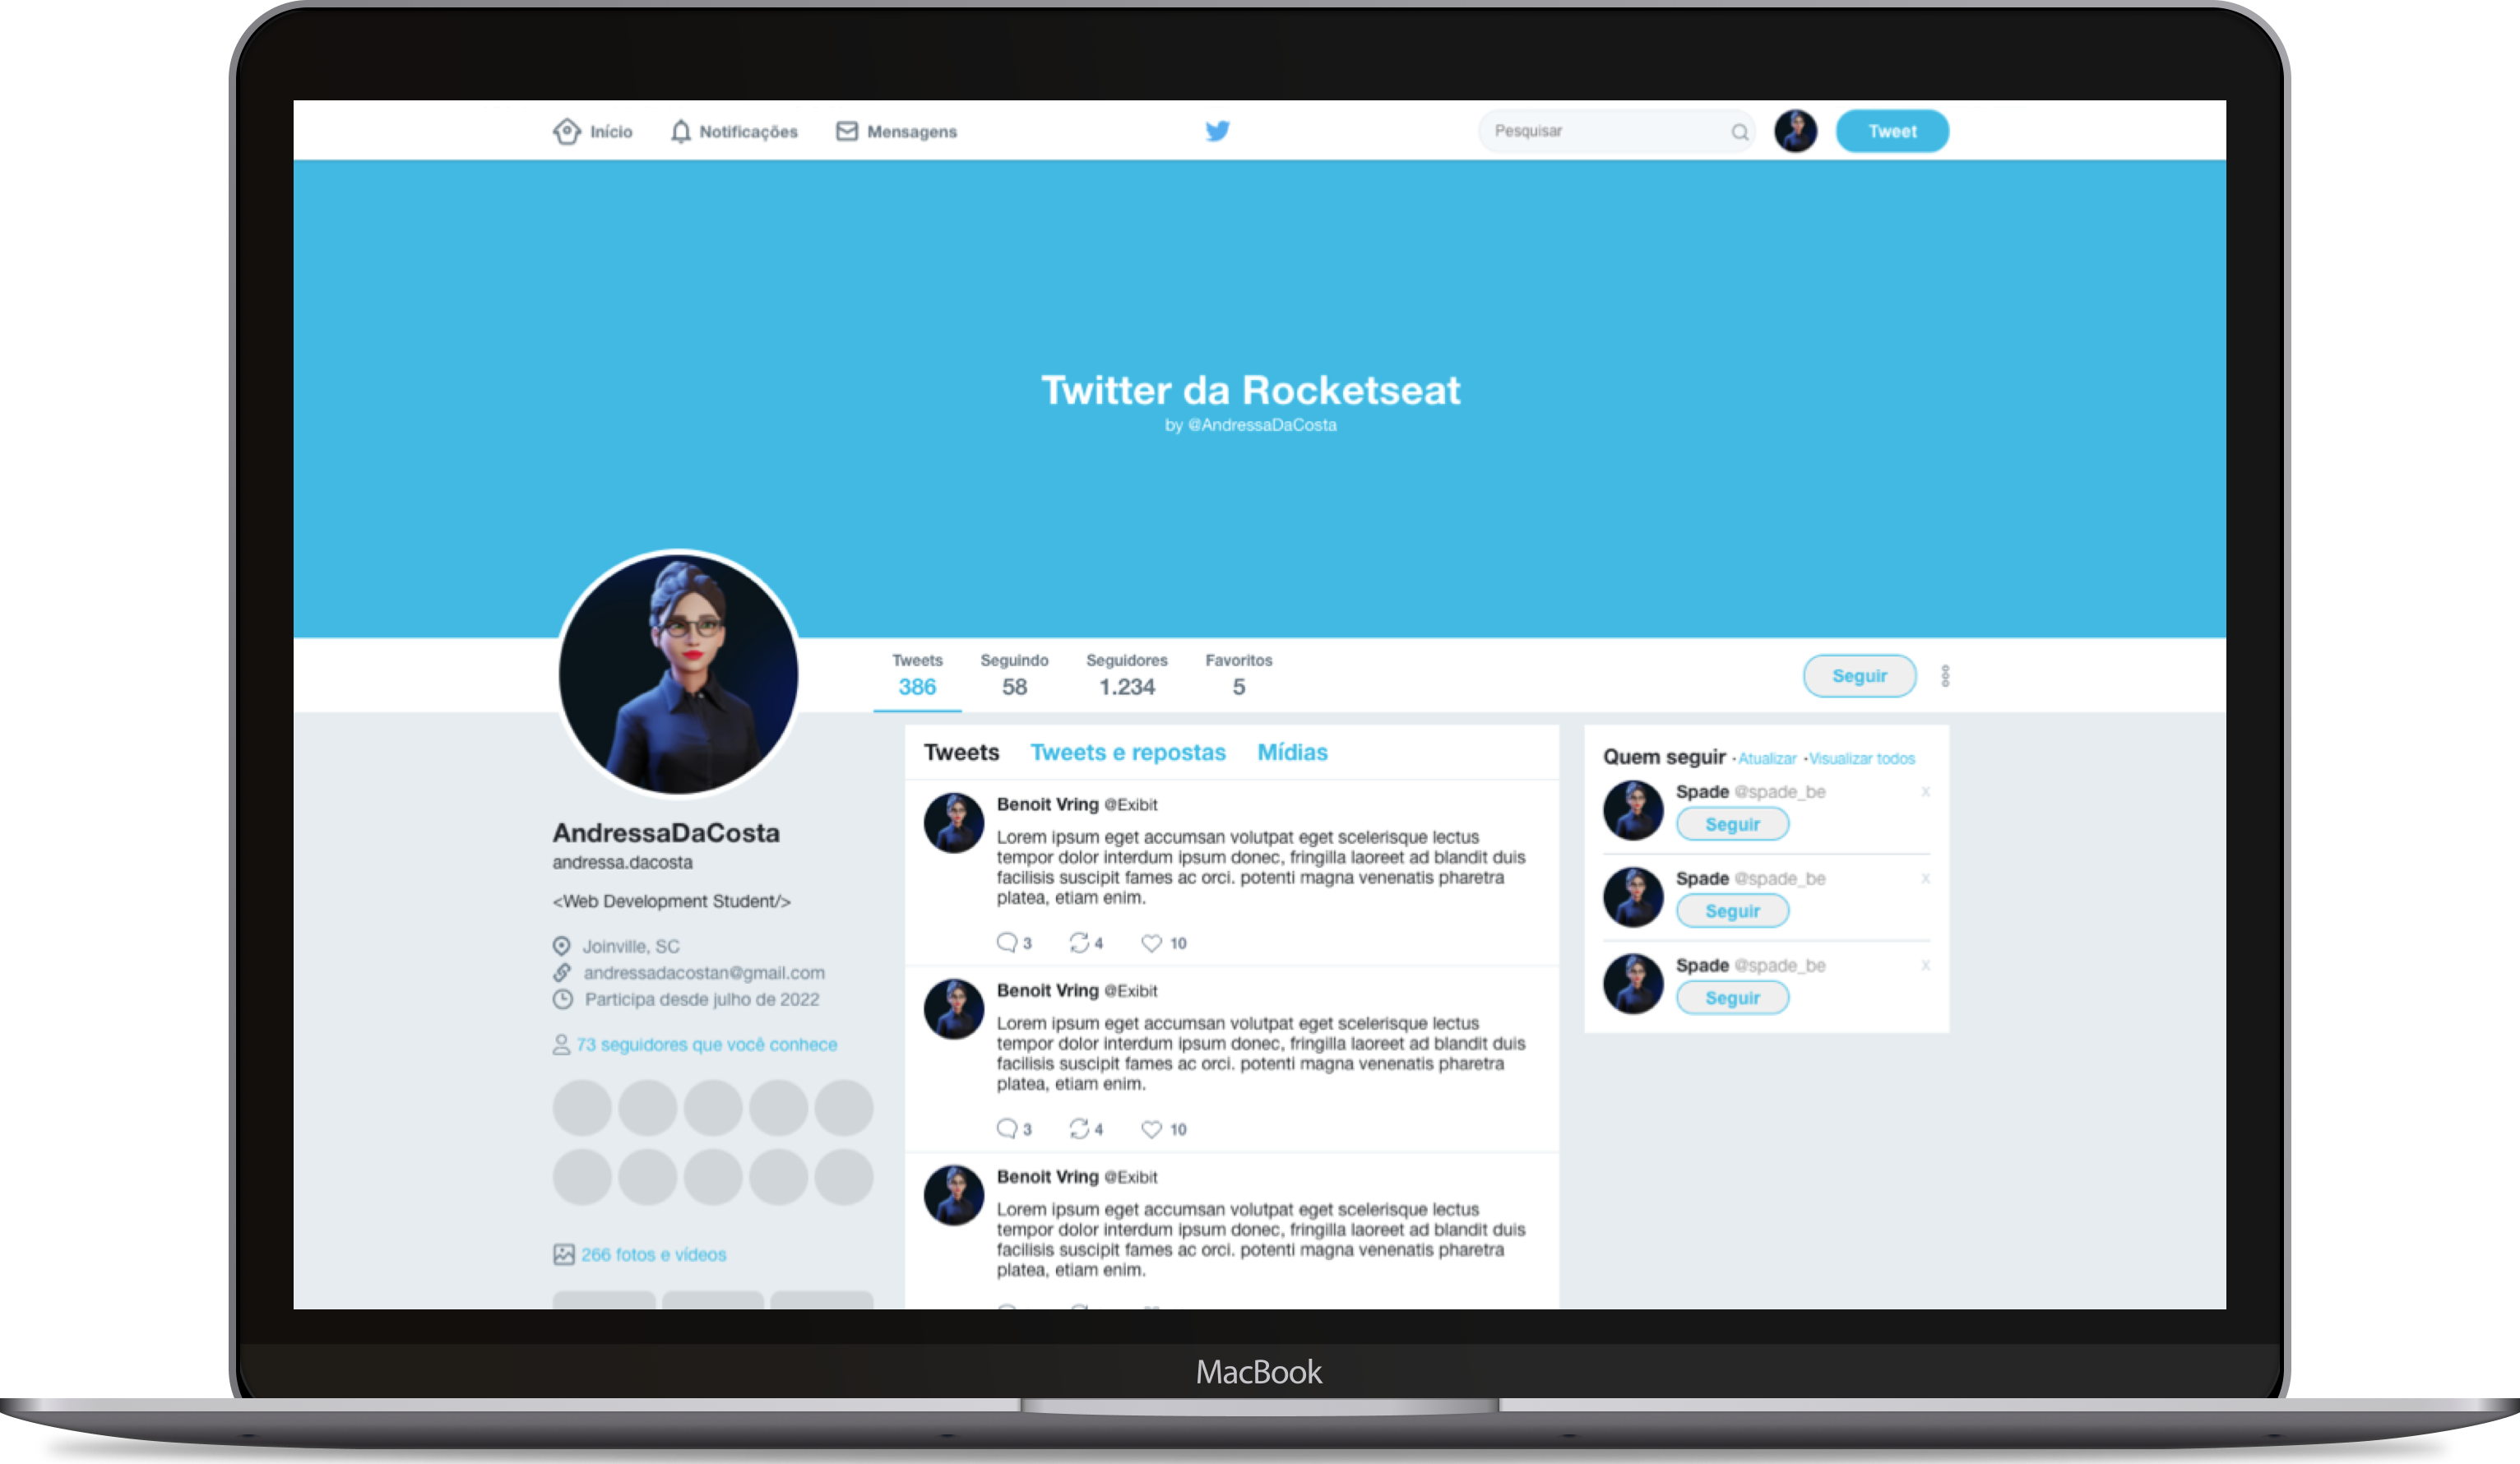 Início Notificações Mensagens Pesquisar Tweet
Twitter da Rocketseat
by @AndressaDaCosta
Tweets Seguindo Seguidores Favoritos
386 58 1.234 5
Seguir
AndressaDaCosta
andressa.dacosta
<Web Development Student/>
Joinville, SC
andressadacostan@gmail.com
Participa desde julho de 2022
73 seguidores que você conhece
266 fotos e vídeos
Tweets Tweets e repostas Mídias
Benoit Vring @Exibit
Lorem ipsum eget accumsan volutpat eget scelerisque lectus
tempor dolor interdum ipsum donec, fringilla laoreet ad blandit duis
facilisis suscipit fames ac orci. potenti magna venenatis pharetra
platea, etiam enim.
3 4 10
Benoit Vring @Exibit
Lorem ipsum eget accumsan volutpat eget scelerisque lectus
tempor dolor interdum ipsum donec, fringilla laoreet ad blandit duis
facilisis suscipit fames ac orci. potenti magna venenatis pharetra
platea, etiam enim.
3 4 10
Benoit Vring @Exibit
Lorem ipsum eget accumsan volutpat eget scelerisque lectus
tempor dolor interdum ipsum donec, fringilla laoreet ad blandit duis
facilisis suscipit fames ac orci. potenti magna venenatis pharetra
platea, etiam enim.
Quem seguir · Atualizar · Visualizar todos
Spade @spade_be X
Seguir
Spade @spade_be X
Seguir
Spade @spade_be X
Seguir
MacBook